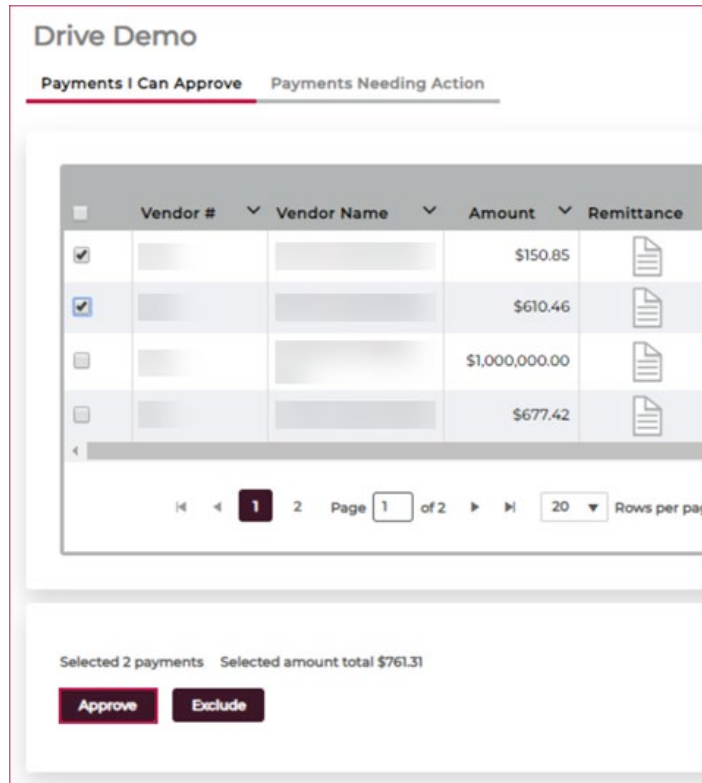 Drive Demo
Payments I Can Approve Payments Needing Action
Vendor # Vendor Name Amount Remittance
$150.85
$610.46
$1,000,000.00
$677.42
1 2 Page 1 of 2 20 Rows per pag
Selected 2 payments Selected amount total $761.31
Approve Exclude